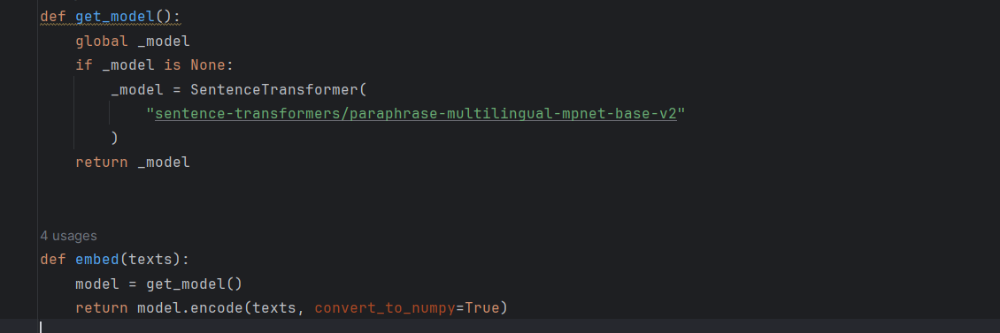 def get_model():
    global _model
    if _model is None:
        _model = SentenceTransformer(
            "sentence-transformers/paraphrase-multilingual-mpnet-base-v2"
        )
    return _model
4 usages
def embed(texts):
    model = get_model()
    return model.encode(texts, convert_to_numpy=True)